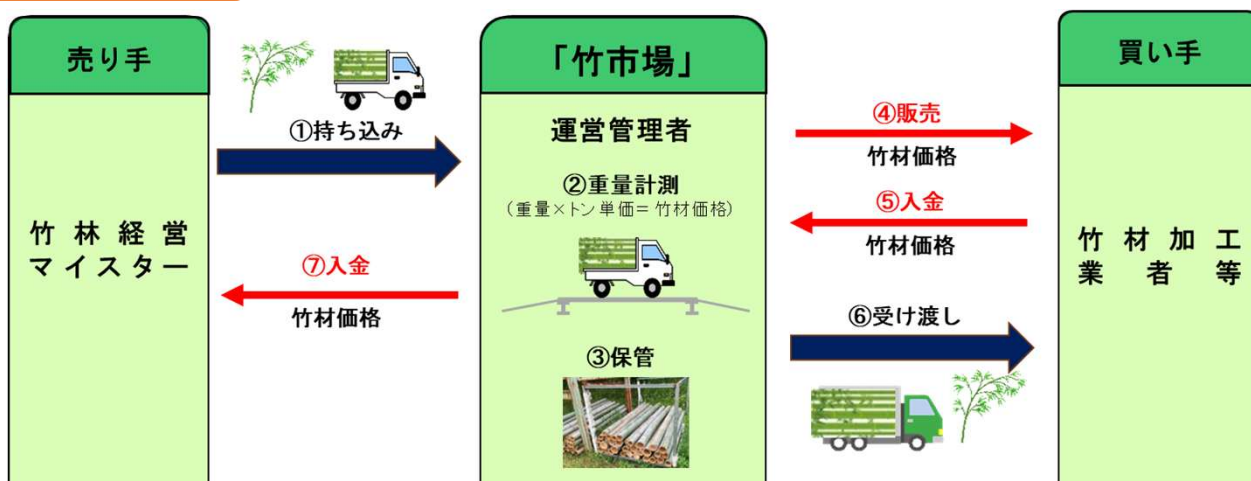 売り手
竹林経営
マイスター
①持ち込み
⑦入金
竹材価格
「竹市場」
運営管理者
②重量計測
（重量×トン単価＝竹材価格）
③保管
④販売
竹材価格
⑤入金
竹材価格
⑥受け渡し
買い手
竹材加工
業者等